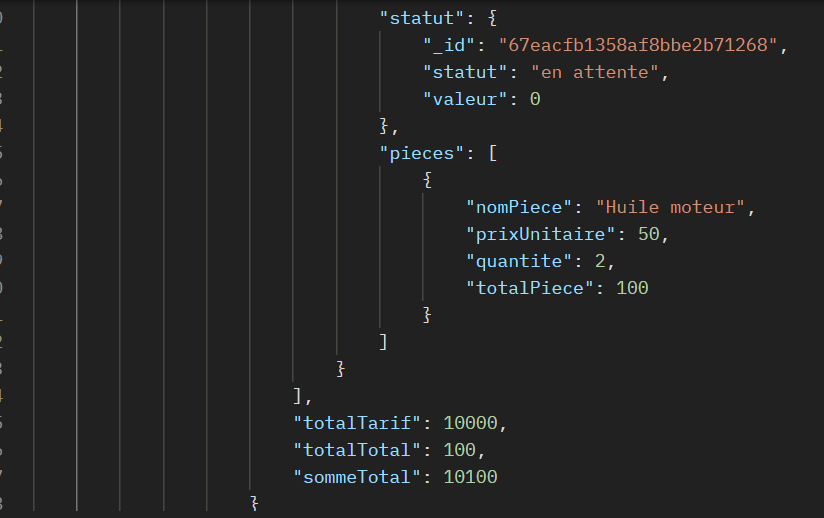 "statut": {
"_id": "67eacfb1358af8bbe2b71268",
"statut": "en attente",
"valeur": 0
},
"pieces": [
{
"nomPiece": "Huile moteur",
"prixUnitaire": 50,
"quantite": 2,
"totalPiece": 100
}
]
}
],
"totalTarif": 10000,
"totalTotal": 100,
"sommeTotal": 10100
}